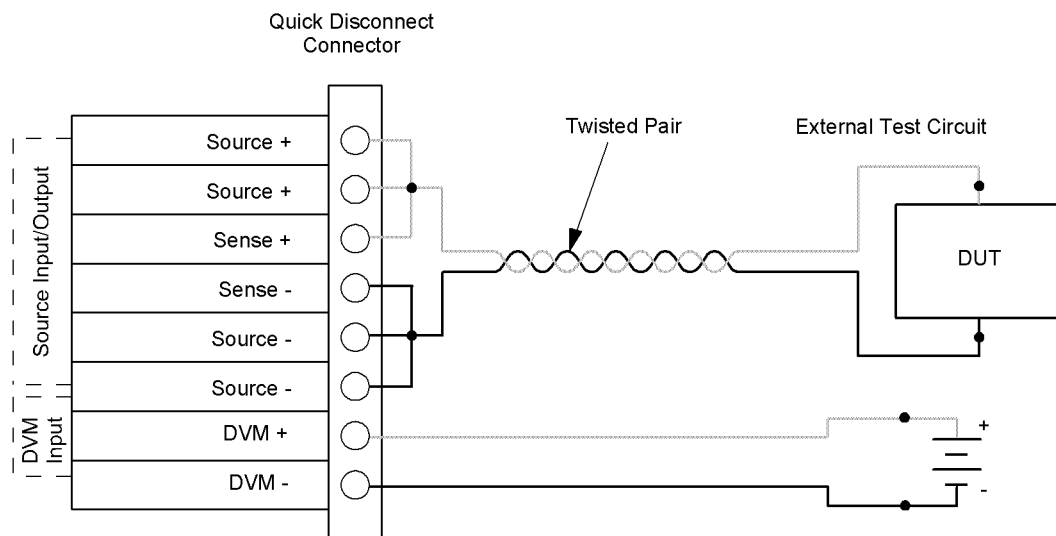 Quick Disconnect
Connector
Twisted Pair
External Test Circuit
Source Input/Output
Source +
Source +
Sense +
Sense -
Source -
Source -
DUT
DVM
Input
DVM +
DVM -
+
-